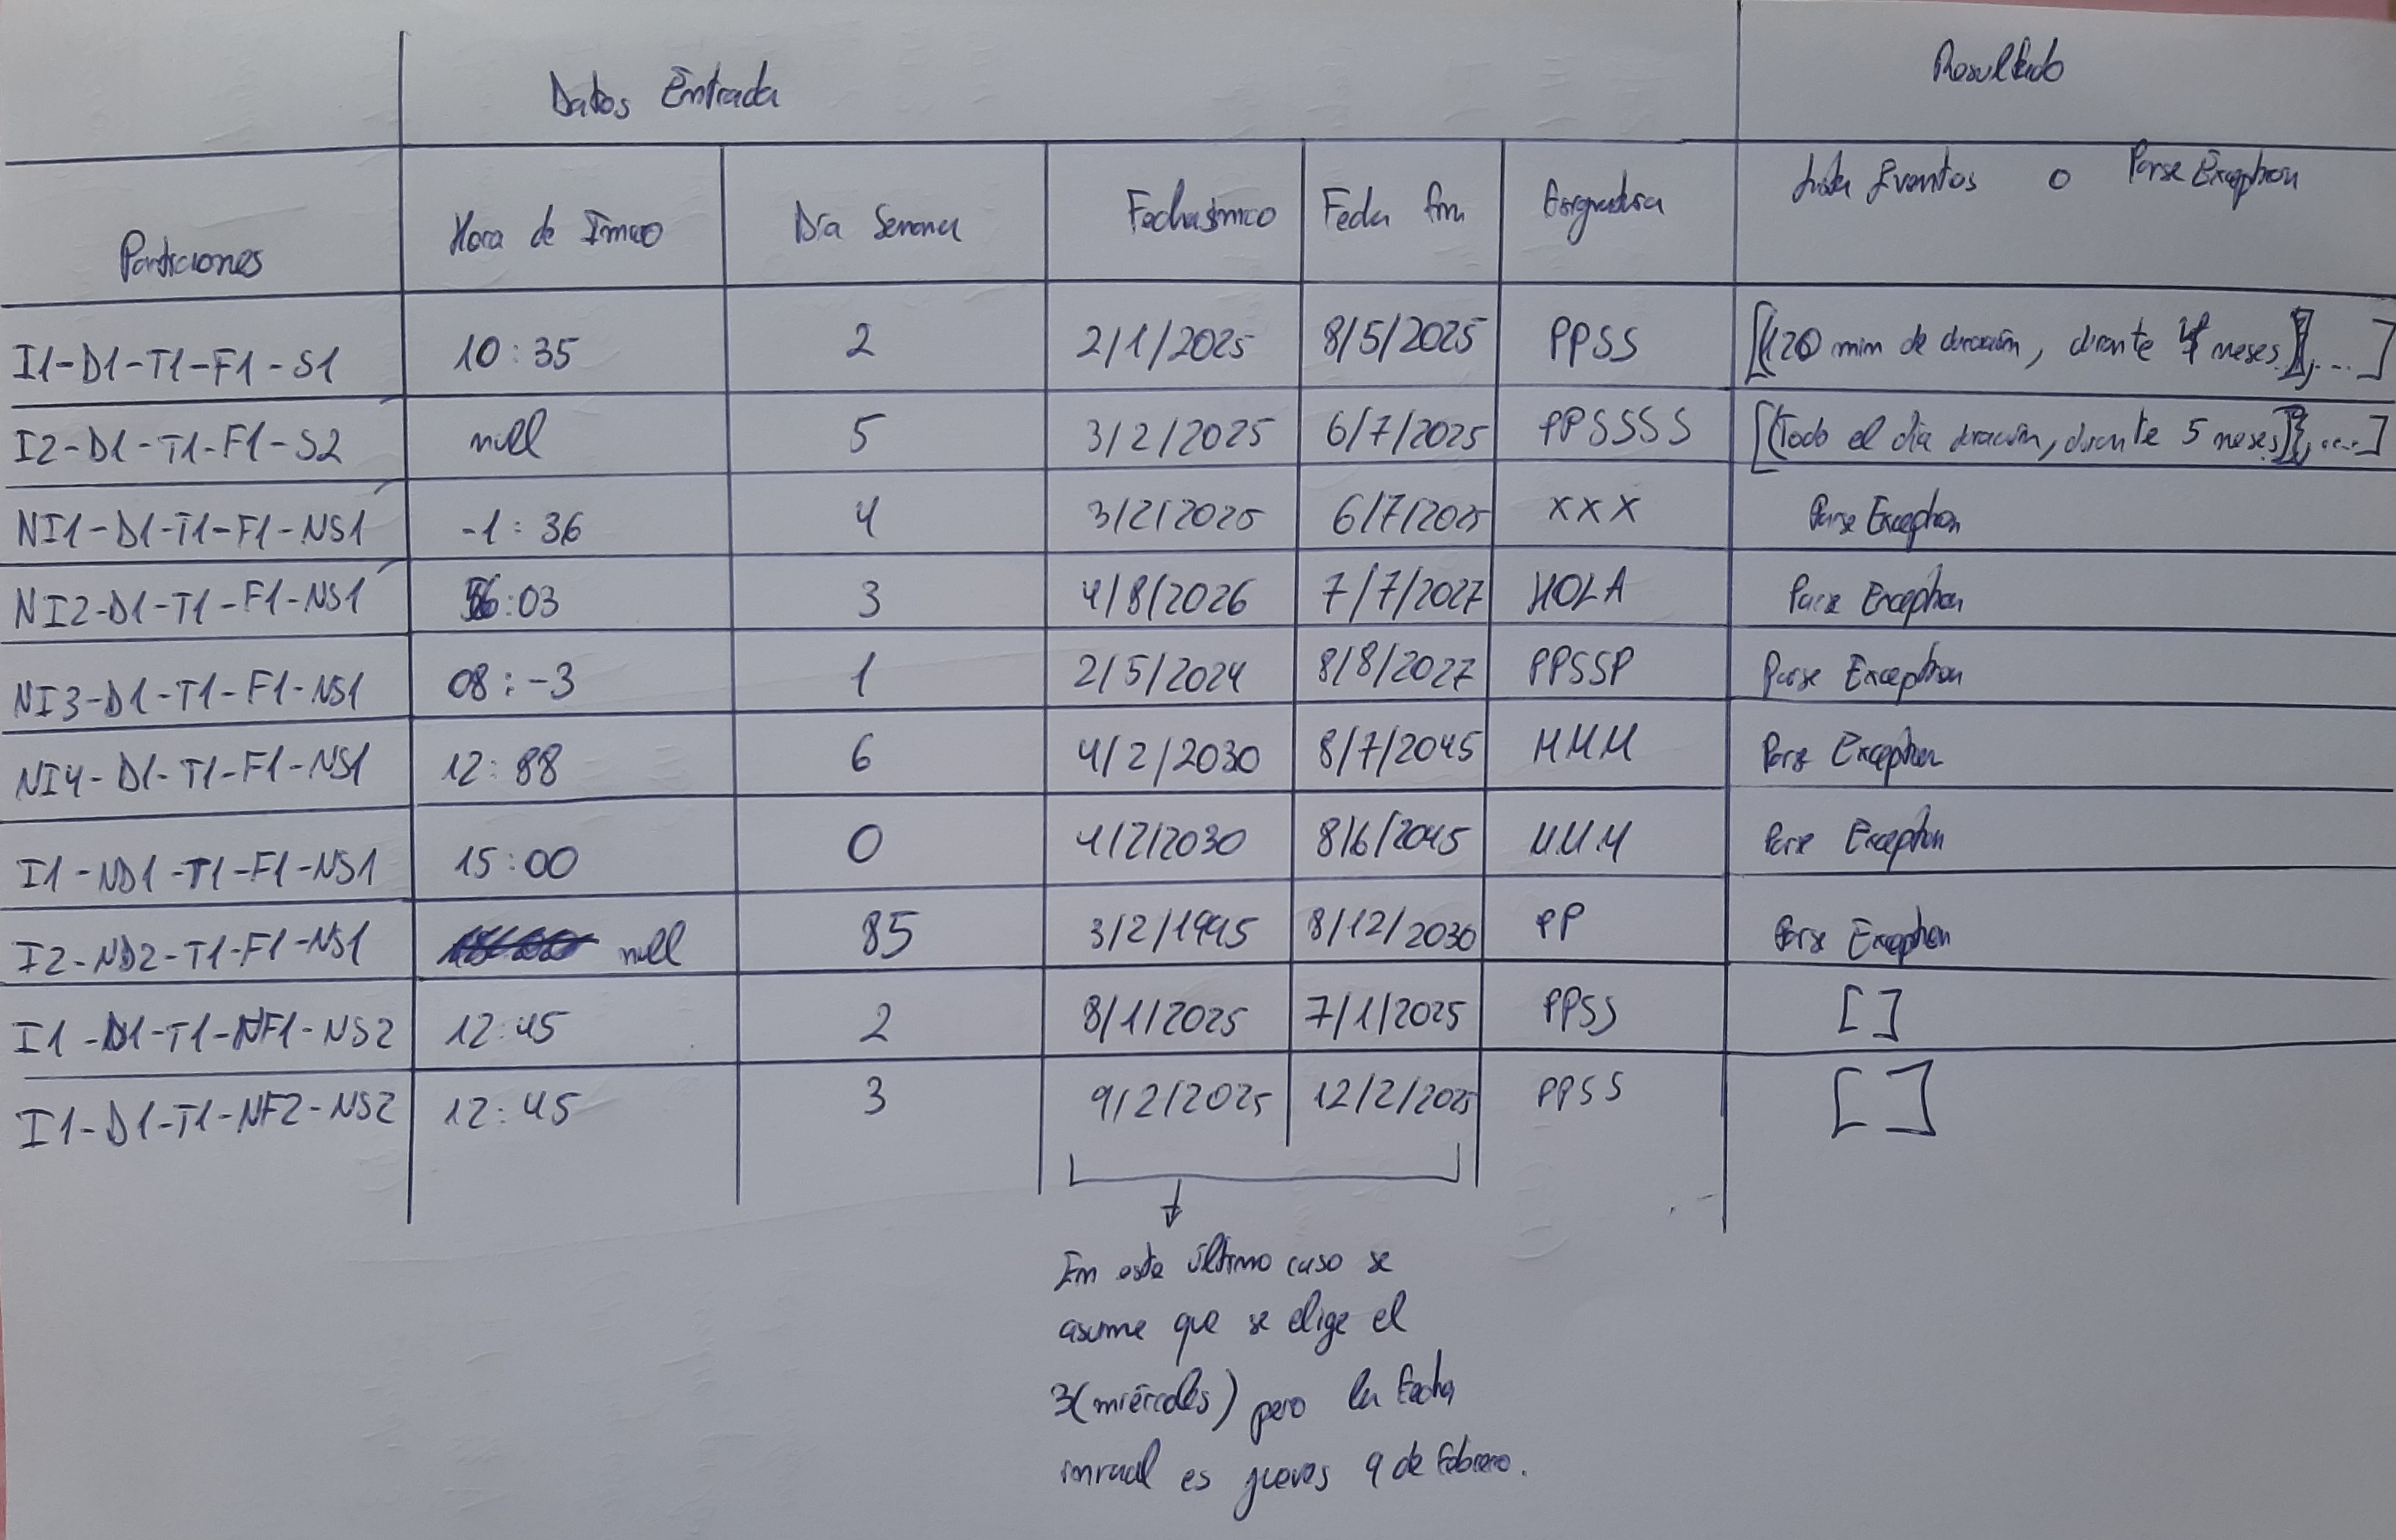 Datos Entrada
Resultado
Particiones
Hora de Inicio
Día Semana
Fecha Inicio
Fecha fin
Asignatura
Lista Eventos o ParseException
I1-D1-T1-F1-S1 10:35 2 2/1/2025 8/5/2025 PPSS [(120 min de duración, durante 4 meses),...]
I2-D1-T1-F1-S2 null 5 3/2/2025 6/7/2025 PPSSSS [(Todo el día duración, durante 5 meses),....]
NI1-D1-T1-F1-NS1 -1:36 4 3/2/2025 6/7/2025 XXX Parse Exception
NI2-D1-T1-F1-NS1 56:03 3 4/8/2026 7/7/2027 HOLA Parse Exception
NI3-D1-T1-F1-NS1 08:-3 1 2/5/2024 8/8/2027 PPSSP Parse Exception
NI4-D1-T1-F1-NS1 12:88 6 4/2/2030 8/7/2045 MMM Parse Exception
I1-ND1-T1-F1-NS1 15:00 0 4/2/2030 8/6/2045 MMM Parse Exception
I2-ND2-T1-F1-NS1 null 85 3/2/1995 8/12/2030 PP Parse Exception
I1-D1-T1-NF1-NS2 12:45 2 8/1/2025 7/1/2025 PPSS []
I1-D1-T1-NF2-NS2 12:45 3 9/2/2025 12/2/2025 PPSS []
En este último caso se
asume que se elige el
3(miércoles) pero la fecha
inicial es jueves 9 de febrero.